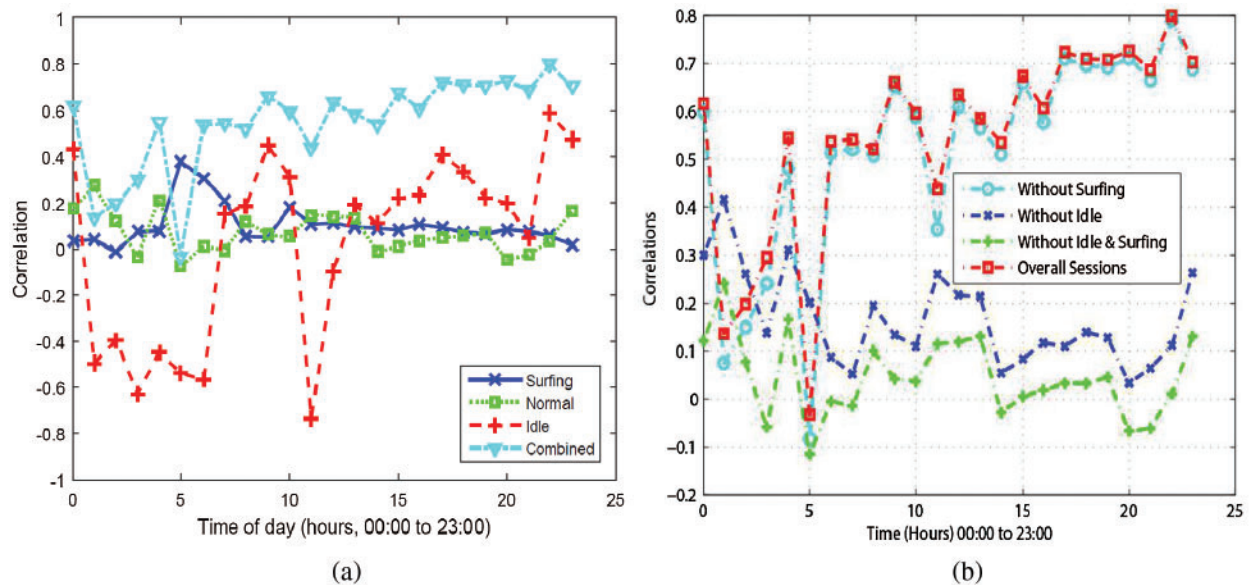 1
0.8
0.6
0.4
0.2
0
-0.2
-0.4
-0.6
-0.8
-1
Correlation
0 5 10 15 20 25
Time of day (hours, 00:00 to 23:00)
Surfing
Normal
Idle
Combined
(a)
0.8
0.7
0.6
0.5
0.4
0.3
0.2
0.1
0
−0.1
−0.2
Correlations
0 5 10 15 20 25
Time (Hours) 00:00 to 23:00
Without Surfing
Without Idle
Without Idle & Surfing
Overall Sessions
(b)